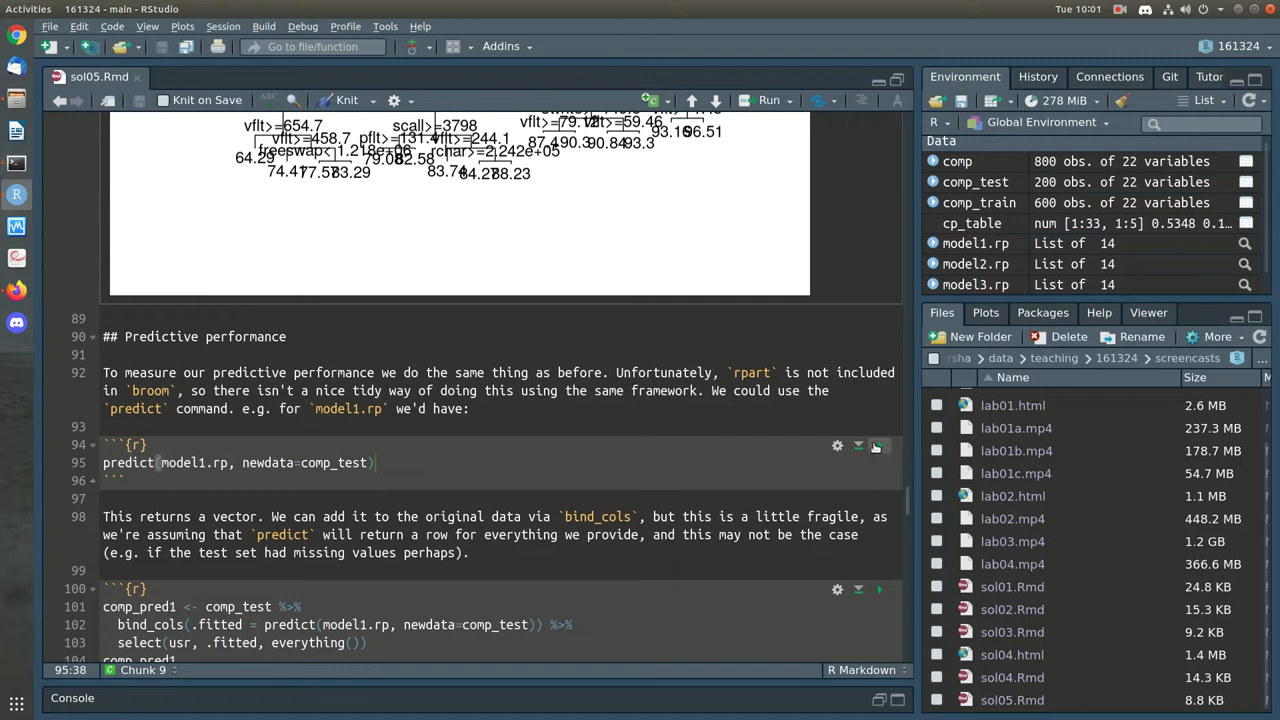 Activities
161324 - main - RStudio
Tue 10:01
File Edit Code View Plots Session Build Debug Profile Tools Help
Go to file/function
Addins
161324
sol05.Rmd
Knit on Save
Knit
Run
vflt>=654.7
scall>=3798
93.16 96.51
vflt>=458.7
vflt>=244.1
90.84 93.3
freeswap< 1.218e+06
rchar>=2.242e+05
64.29
82.58
83.74
88.23
89
90 ## Predictive performance
91
92 To measure our predictive performance we do the same thing as before. Unfortunately, `rpart` is not included
in `broom`, so there isn't a nice tidy way of doing this using the same framework. We could use the
`predict` command. e.g. for `model1.rp` we'd have:
93
94 ```{r}
95 predict(model1.rp, newdata=comp_test)
96 ```
97
98 This returns a vector. We can add it to the original data via `bind_cols`, but this is a little fragile, as
we're assuming that `predict` will return a row for everything we provide, and this may not be the case
(e.g. if the test set had missing values perhaps).
99
100 ```{r}
101 comp_pred1 <- comp_test %>%
102 bind_cols(.fitted = predict(model1.rp, newdata=comp_test)) %>%
103 select(usr, .fitted, everything())
104 comp_pred1
95:38 Chunk 9 R Markdown
Console
Environment History Connections Git Tutor
278 MiB List
R Global Environment
Data
comp 800 obs. of 22 variables
comp_test 200 obs. of 22 variables
comp_train 600 obs. of 22 variables
cp_table num [1:33, 1:5] 0.5348 0.1…
model1.rp List of 14
model2.rp List of 14
model3.rp List of 14
Files Plots Packages Help Viewer
New Folder Delete Rename More
rsha data teaching 161324 screencasts ...
Name Size M
lab01.html 2.6 MB
lab01a.mp4 237.3 MB
lab01b.mp4 178.7 MB
lab01c.mp4 54.7 MB
lab02.html 1.1 MB
lab02.mp4 448.2 MB
lab03.mp4 1.2 GB
lab04.mp4 366.6 MB
sol01.Rmd 24.8 KB
sol02.Rmd 15.3 KB
sol03.Rmd 9.2 KB
sol04.html 1.4 MB
sol04.Rmd 14.3 KB
sol05.Rmd 8.8 KB